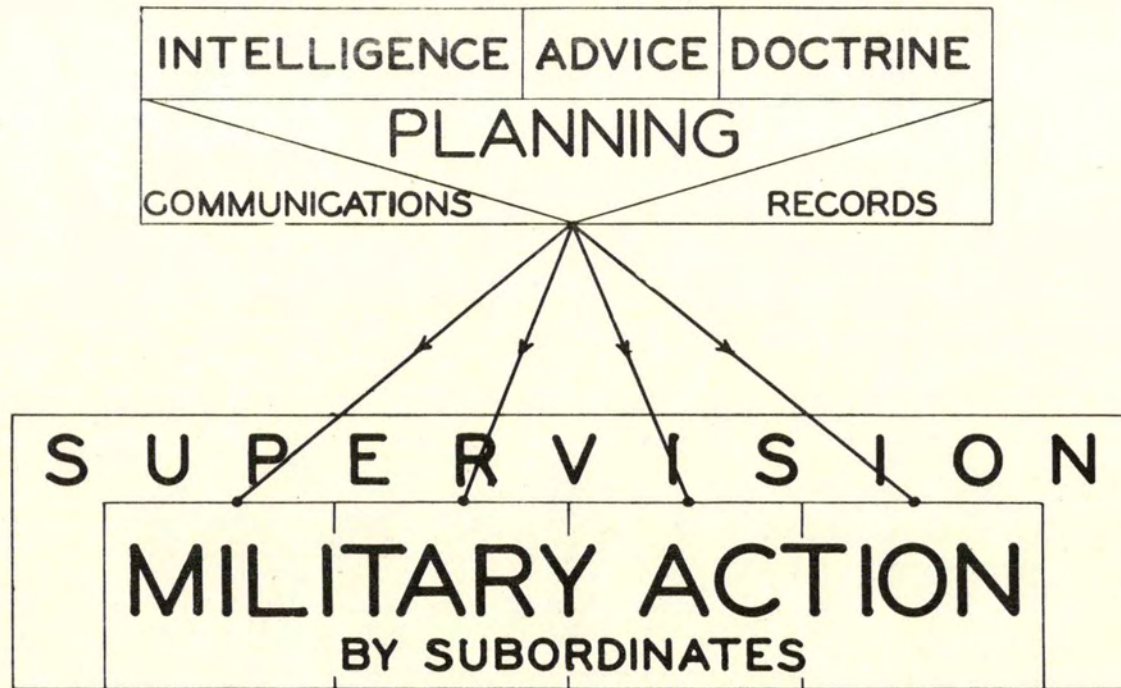 INTELLIGENCE ADVICE DOCTRINE
PLANNING
COMMUNICATIONS RECORDS
SUPERVISION
MILITARY ACTION
BY SUBORDINATES